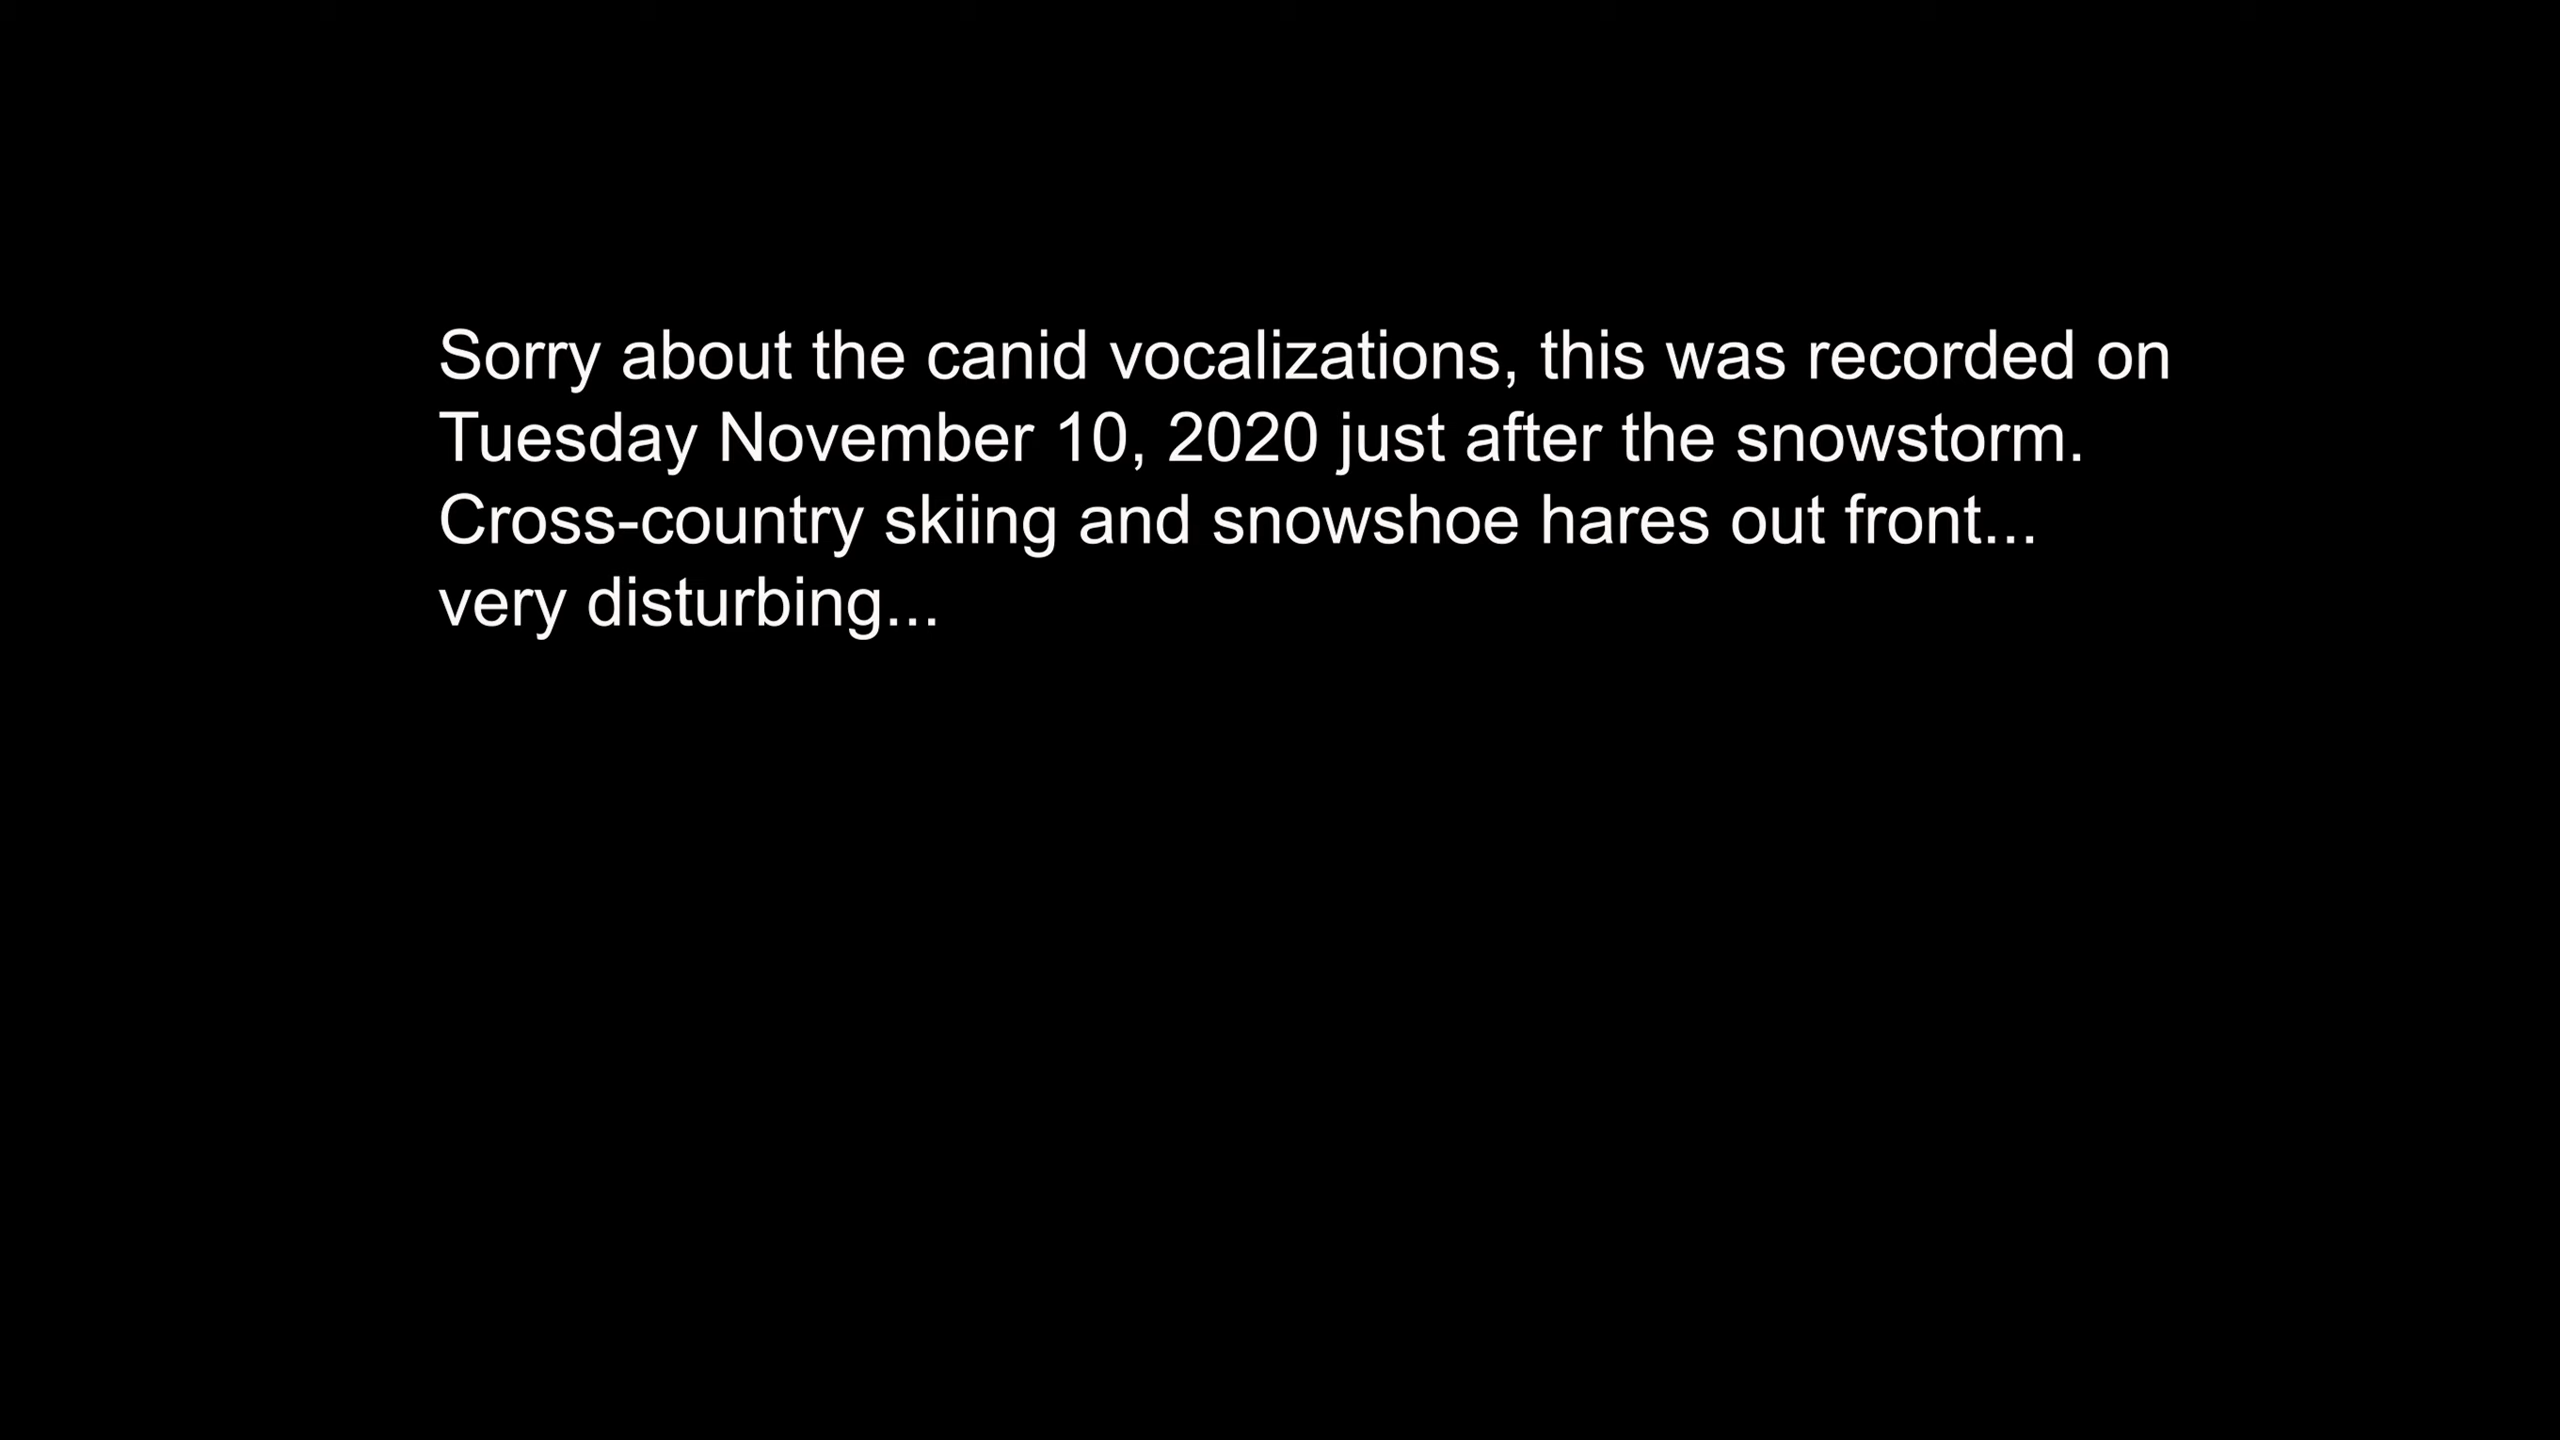 Sorry about the canid vocalizations, this was recorded on
Tuesday November 10, 2020 just after the snowstorm.
Cross-country skiing and snowshoe hares out front...
very disturbing...